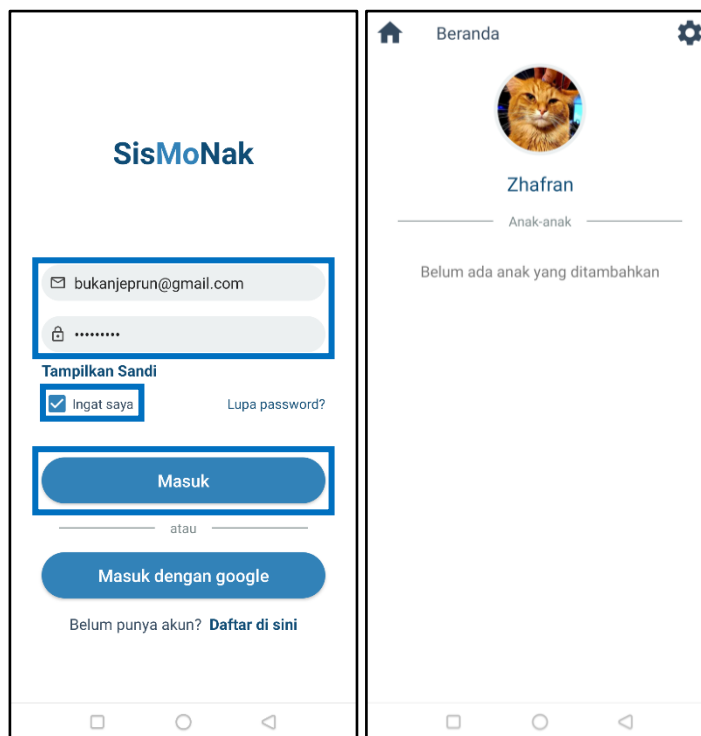 SisMoNak
bukanjeprun@gmail.com
•••••••••
Tampilkan Sandi
Ingat saya
Lupa password?
Masuk
atau
Masuk dengan google
Belum punya akun? Daftar di sini
Beranda
Zhafran
Anak-anak
Belum ada anak yang ditambahkan